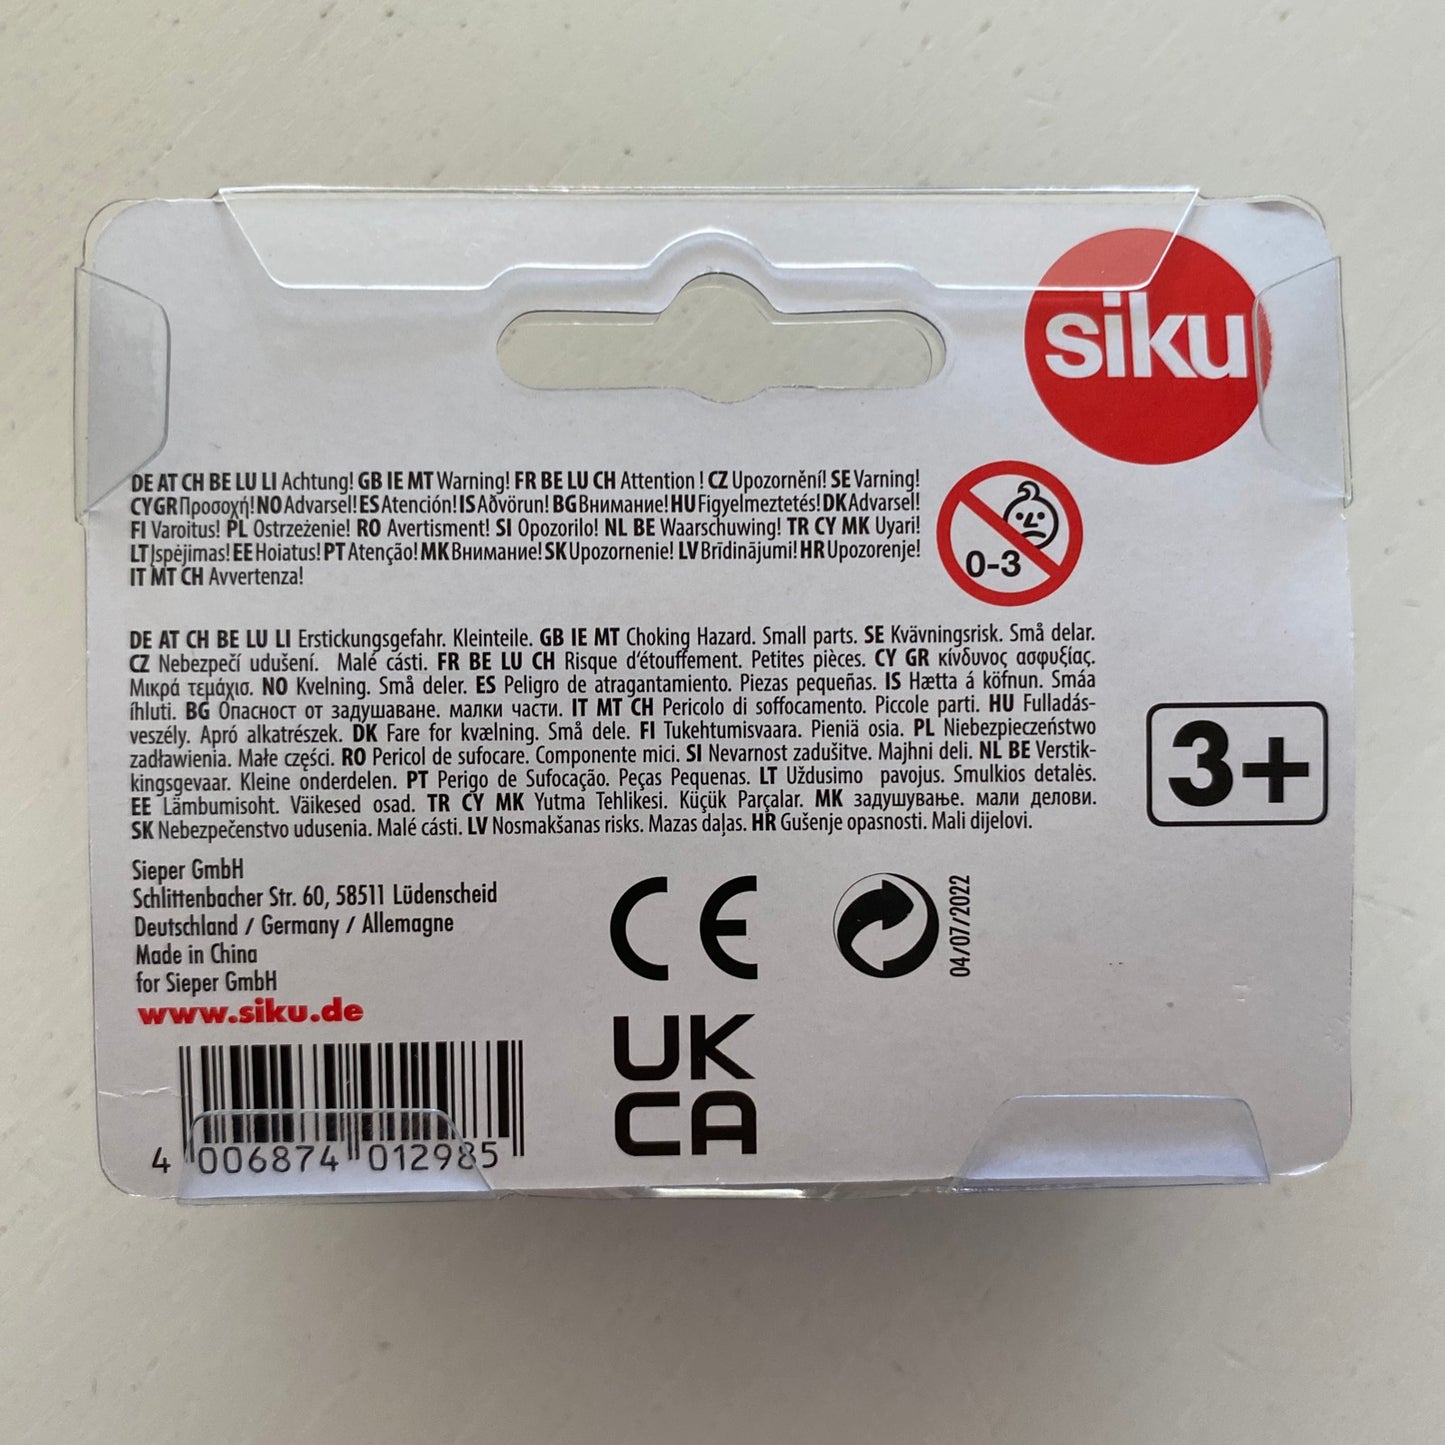 siku
DE AT CH BE LU LI Achtung! GB IE MT Warning! FR BE LU CH Attention ! CZ Upozornění! SE Varning!
CY GR Προσοχή! NO Advarsel! ES Atención! IS Aðvörun! BG Внимание! HU Figyelmeztetés! DK Advarsel!
FI Varoitus! PL Ostrzeżenie! RO Avertisment! SI Opozorilo! NL BE Waarschuwing! TR CY MK Uyari!
LT Įspėjimas! EE Hoiatus! PT Atenção! MK Внимание! SK Upozornenie! LV Brīdinājumi! HR Upozorenje!
IT MT CH Avvertenza!
0-3
DE AT CH BE LU LI Erstickungsgefahr. Kleinteile. GB IE MT Choking Hazard. Small parts. SE Kvävningsrisk. Små delar.
CZ Nebezpečí udušení. Malé cásti. FR BE LU CH Risque d'étouffement. Petites pièces. CY GR κίνδυνος ασφυξίας.
Μικρά τεμάχισ. NO Kvelning. Små deler. ES Peligro de atragantamiento. Piezas pequeñas. IS Hætta á köfnun. Smáa
íhluti. BG Опасност от задушаване. малки части. IT MT CH Pericolo di soffocamento. Piccole parti. HU Fulladás-
veszély. Apró alkatrészek. DK Fare for kvælning. Små dele. FI Tukehtumisvaara. Pieniä osia. PL Niebezpieczeństwo
zadławienia. Małe części. RO Pericol de sufocare. Componente mici. SI Nevarnost zadušitve. Majhni deli. NL BE Verstik-
kingsgevaar. Kleine onderdelen. PT Perigo de Sufocação. Peças Pequenas. LT Uždusimo pavojus. Smulkios detalės.
EE Lämbumisoht. Väikesed osad. TR CY MK Yutma Tehlikesi. Küçük Parçalar. MK задушување. мали делови.
SK Nebezpečenstvo udusenia. Malé cásti. LV Nosmakšanas risks. Mazas daļas. HR Gušenje opasnosti. Mali dijelovi.
3+
Sieper GmbH
Schlittenbacher Str. 60, 58511 Lüdenscheid
Deutschland / Germany / Allemagne
Made in China
for Sieper GmbH
www.siku.de
CE
04/07/2022
UK
CA
4 006874 012985